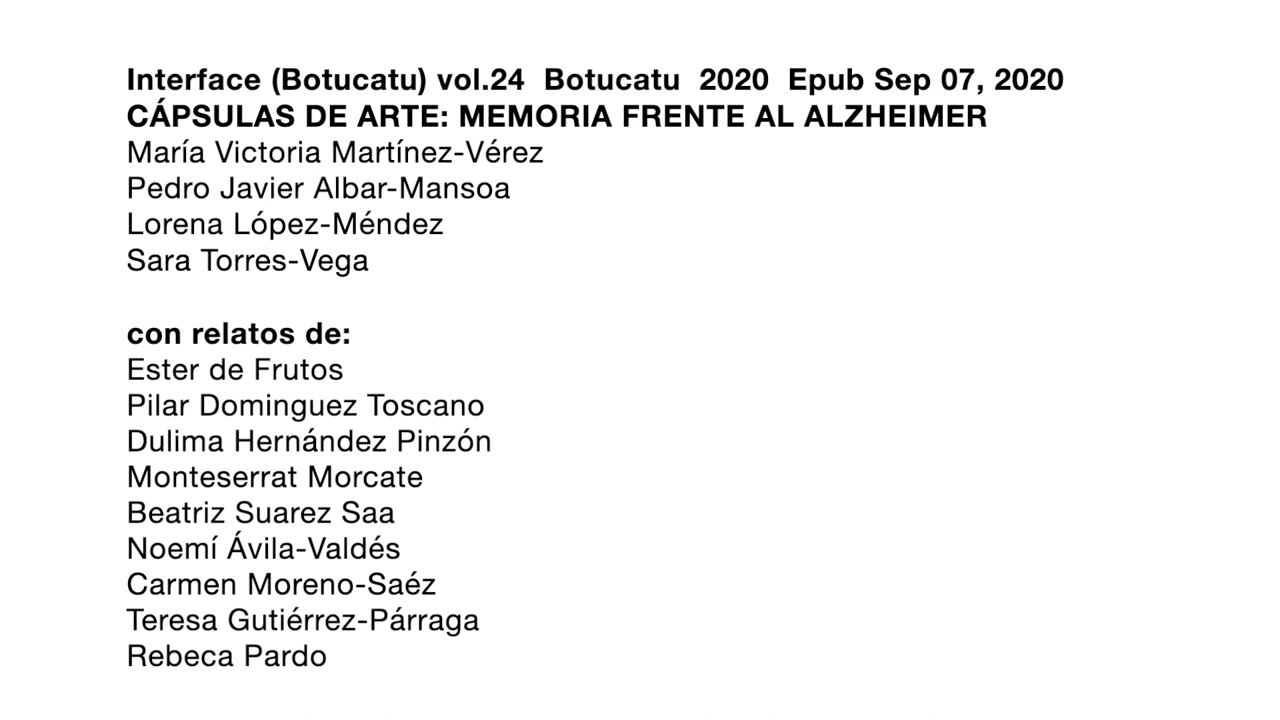 Interface (Botucatu) vol.24 Botucatu 2020 Epub Sep 07, 2020
CÁPSULAS DE ARTE: MEMORIA FRENTE AL ALZHEIMER
María Victoria Martínez-Vérez
Pedro Javier Albar-Mansoa
Lorena López-Méndez
Sara Torres-Vega
con relatos de:
Ester de Frutos
Pilar Dominguez Toscano
Dulima Hernández Pinzón
Monteserrat Morcate
Beatriz Suarez Saa
Noemí Ávila-Valdés
Carmen Moreno-Saéz
Teresa Gutiérrez-Párraga
Rebeca Pardo